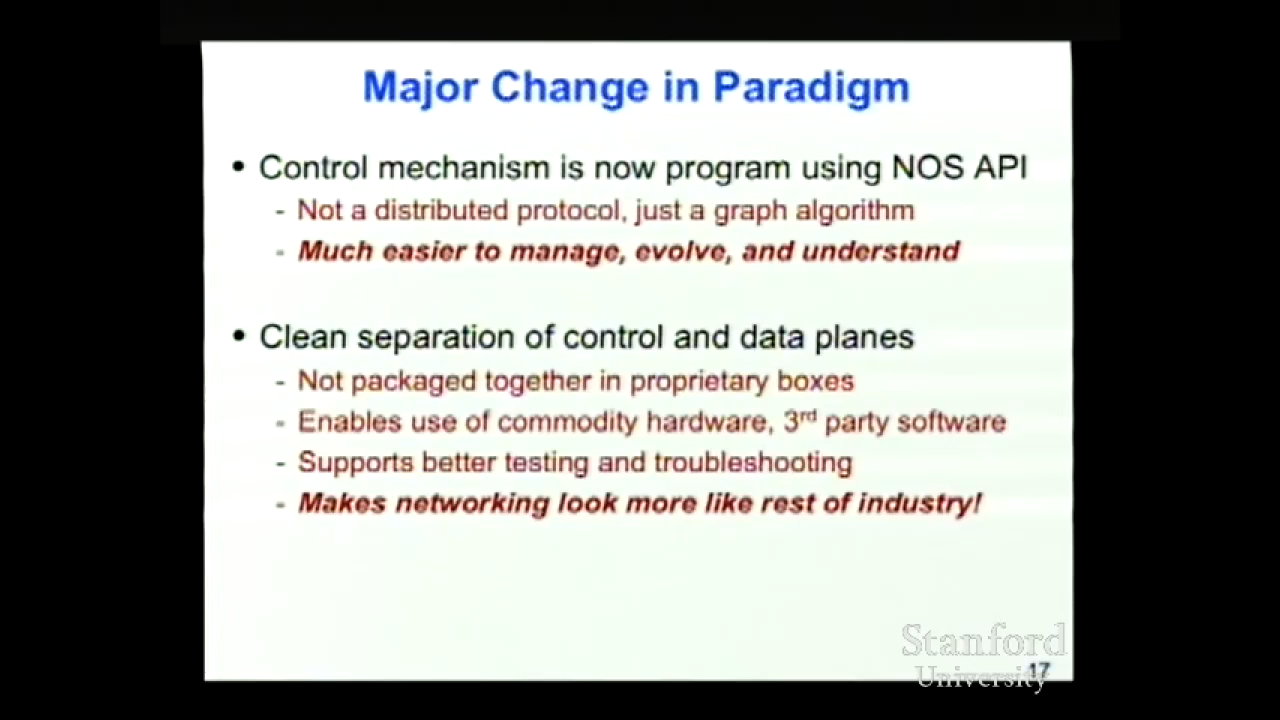 Major Change in Paradigm
• Control mechanism is now program using NOS API
- Not a distributed protocol, just a graph algorithm
- Much easier to manage, evolve, and understand
• Clean separation of control and data planes
- Not packaged together in proprietary boxes
- Enables use of commodity hardware, 3rd party software
- Supports better testing and troubleshooting
- Makes networking look more like rest of industry!
Stanford
University
17